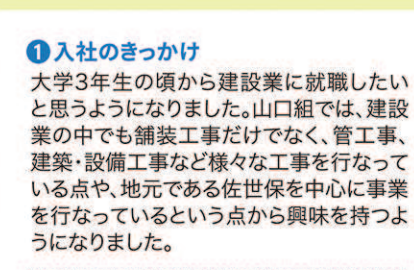 ❶入社のきっかけ
大学3年生の頃から建設業に就職したい
と思うようになりました。山口組では、建設
業の中でも舗装工事だけでなく、管工事、
建築・設備工事など様々な工事を行なって
いる点や、地元である佐世保を中心に事業
を行なっているという点から興味を持つよ
うになりました。